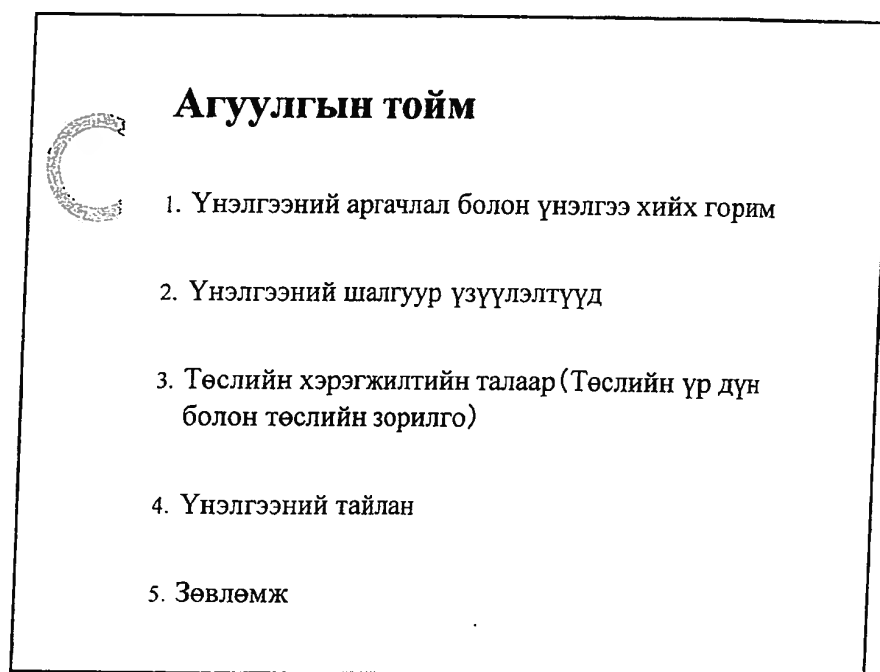 Агуулгын тойм
1. Үнэлгээний аргачлал болон үнэлгээ хийх горим
2. Үнэлгээний шалгуур үзүүлэлтүүд
3. Төслийн хэрэгжилтийн талаар(Төслийн үр дүн
болон төслийн зорилго)
4. Үнэлгээний тайлан
5. Зөвлөмж